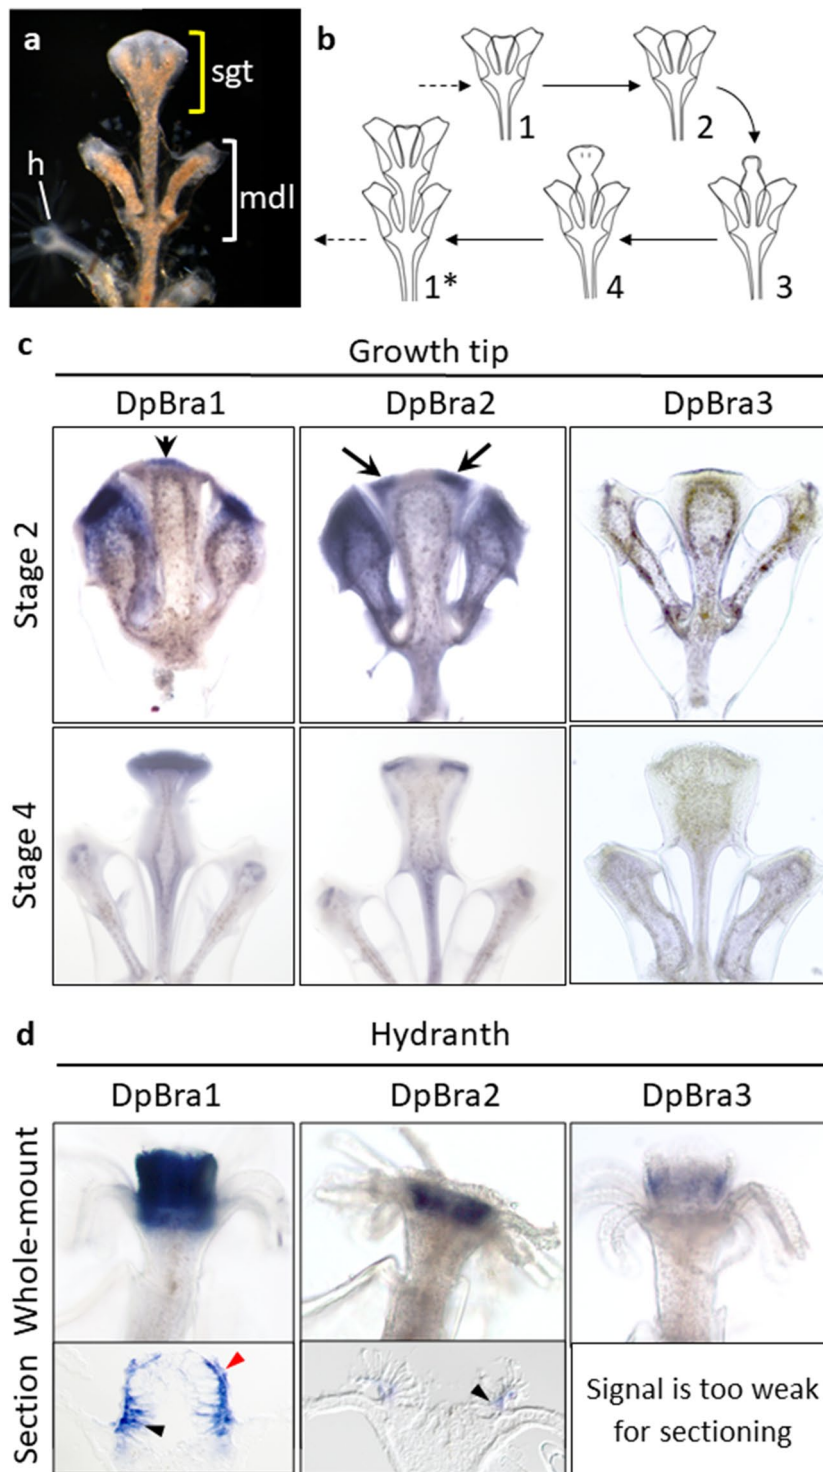 a
sgt
h
mdl
b
1
2
1*
4
3
c
Growth tip
DpBra1 DpBra2 DpBra3
Stage 2
Stage 4
d
Hydranth
DpBra1 DpBra2 DpBra3
Whole-mount
Section
Signal is too weak
for sectioning